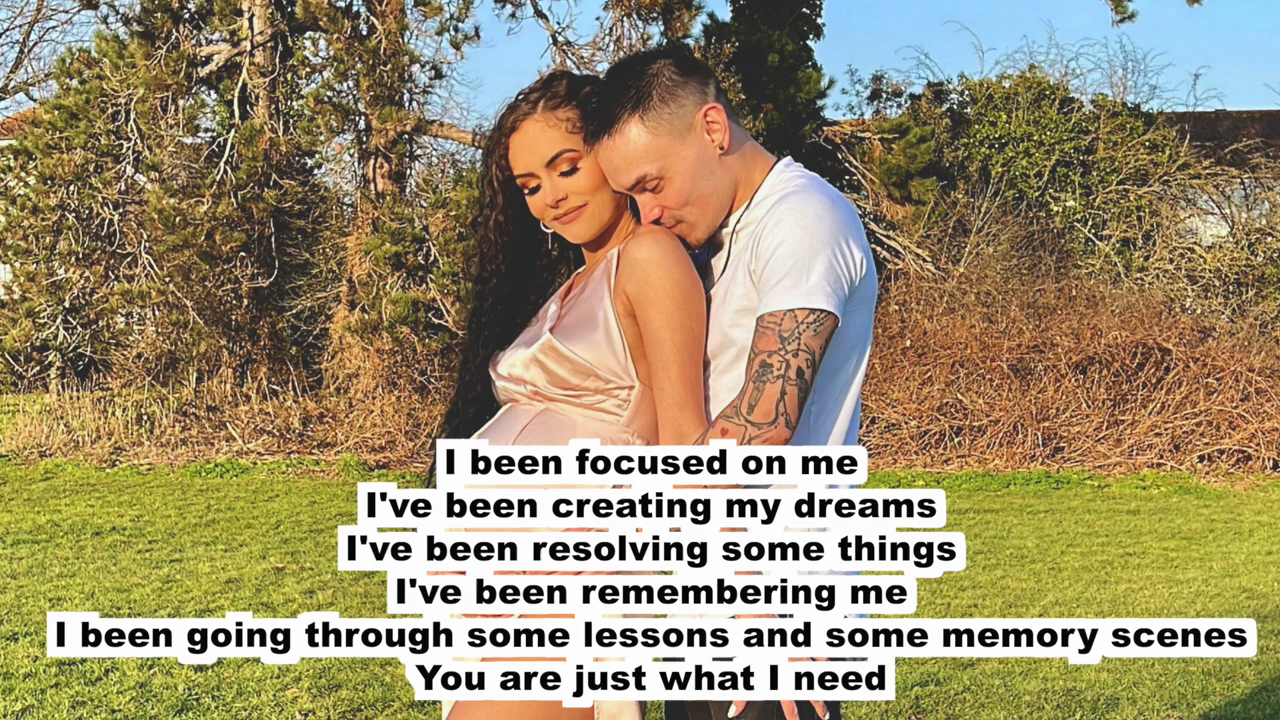 I been focused on me
I've been creating my dreams
I've been resolving some things
I've been remembering me
I been going through some lessons and some memory scenes
You are just what I need